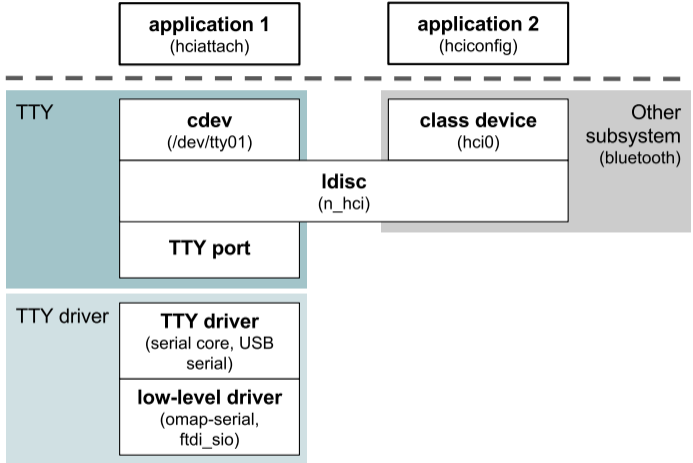 application 1
(hciattach)
application 2
(hciconfig)
TTY
cdev
(/dev/tty01)
class device
(hci0)
Other
subsystem
(bluetooth)
ldisc
(n_hci)
TTY port
TTY driver
TTY driver
(serial core, USB
serial)
low-level driver
(omap-serial,
ftdi_sio)